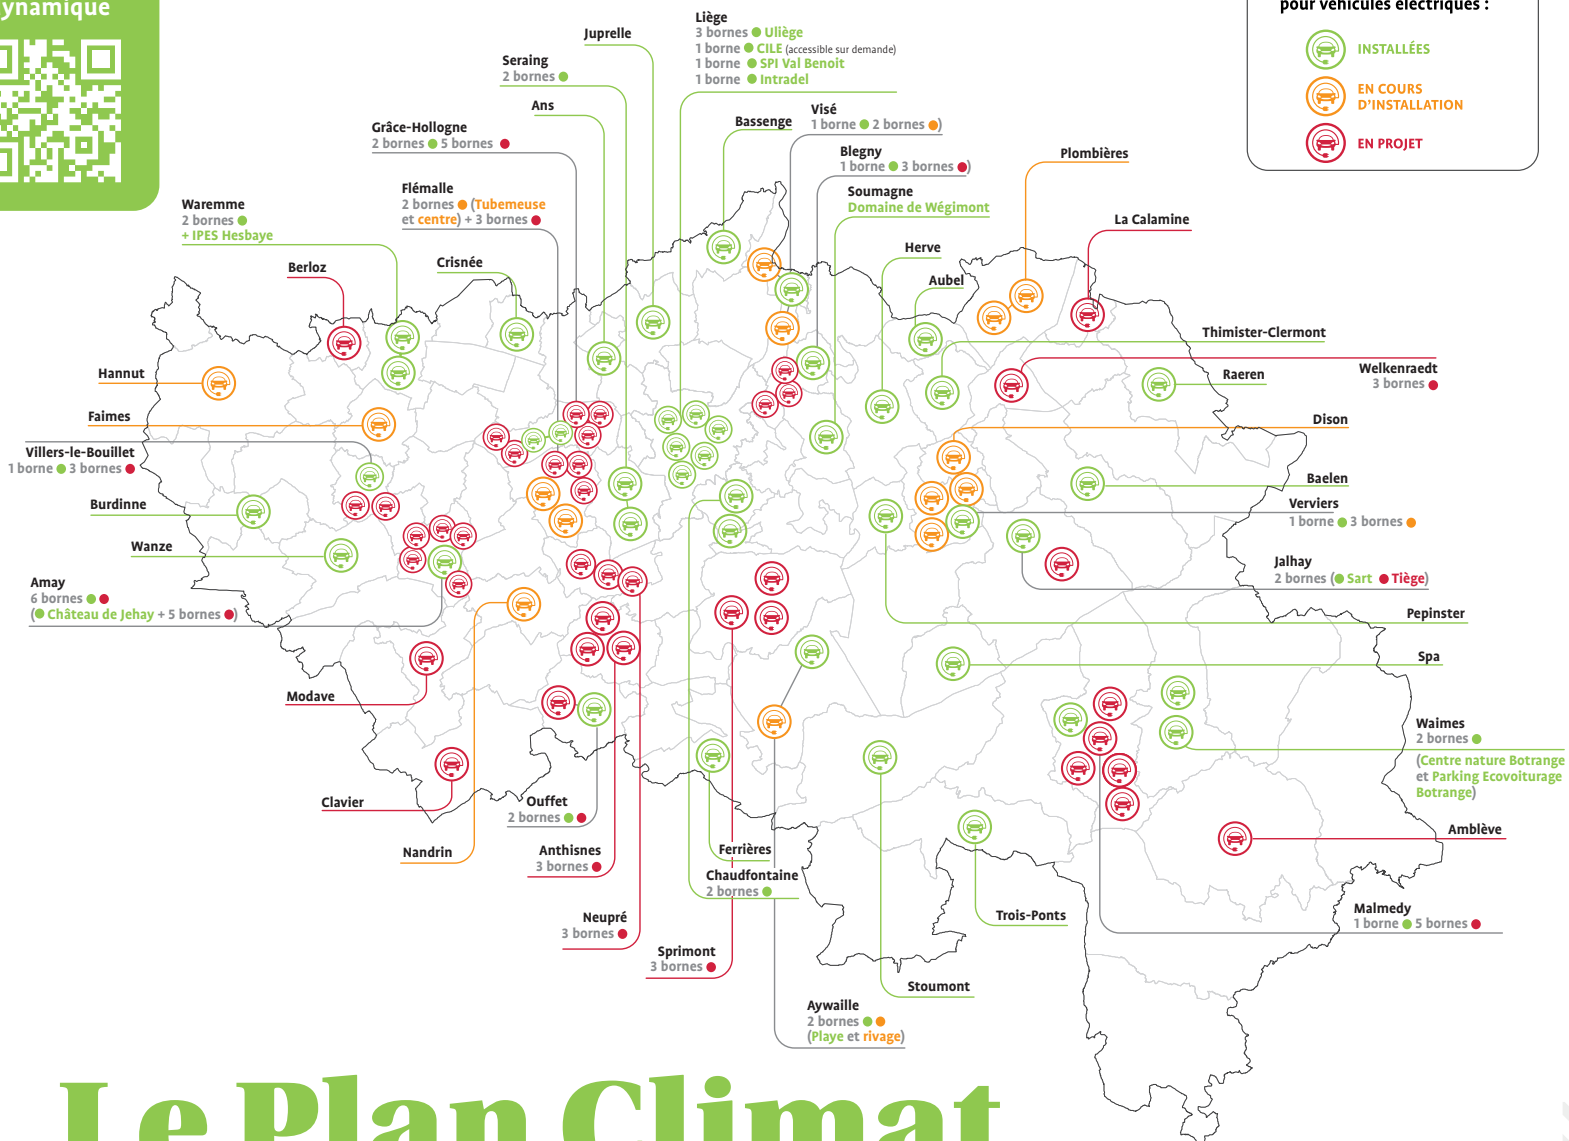 ynamique
pour véhicules électriques :
INSTALLÉES
EN COURS
D'INSTALLATION
EN PROJET
Liège
3 bornes Uliège
1 borne CILE (accessible sur demande)
1 borne SPI Val Benoit
1 borne Intradel
Juprelle
Seraing
2 bornes
Ans
Grâce-Hollogne
2 bornes 5 bornes
Flémalle
2 bornes (Tubemeuse
et centre) + 3 bornes
Waremme
2 bornes
+ IPES Hesbaye
Berloz
Crisnée
Bassenge
Visé
1 borne 2 bornes )
Blegny
1 borne 3 bornes )
Soumagne
Domaine de Wégimont
Herve
Aubel
Plombières
La Calamine
Thimister-Clermont
Welkenraedt
3 bornes
Raeren
Dison
Baelen
Verviers
1 borne 3 bornes
Jalhay
2 bornes ( Sart Tiège)
Pepinster
Spa
Waimes
2 bornes
(Centre nature Botrange
et Parking Ecovoiturage
Botrange)
Amblève
Malmedy
1 borne 5 bornes
Hannut
Faimes
Villers-le-Bouillet
1 borne 3 bornes
Burdinne
Wanze
Amay
6 bornes
( Château de Jehay + 5 bornes )
Modave
Clavier
Nandrin
Ouffet
2 bornes
Anthisnes
3 bornes
Neupré
3 bornes
Sprimont
3 bornes
Ferrières
Chaudfontaine
2 bornes
Aywaille
2 bornes
(Playe et rivage)
Stoumont
Trois-Ponts
Le Plan Climat